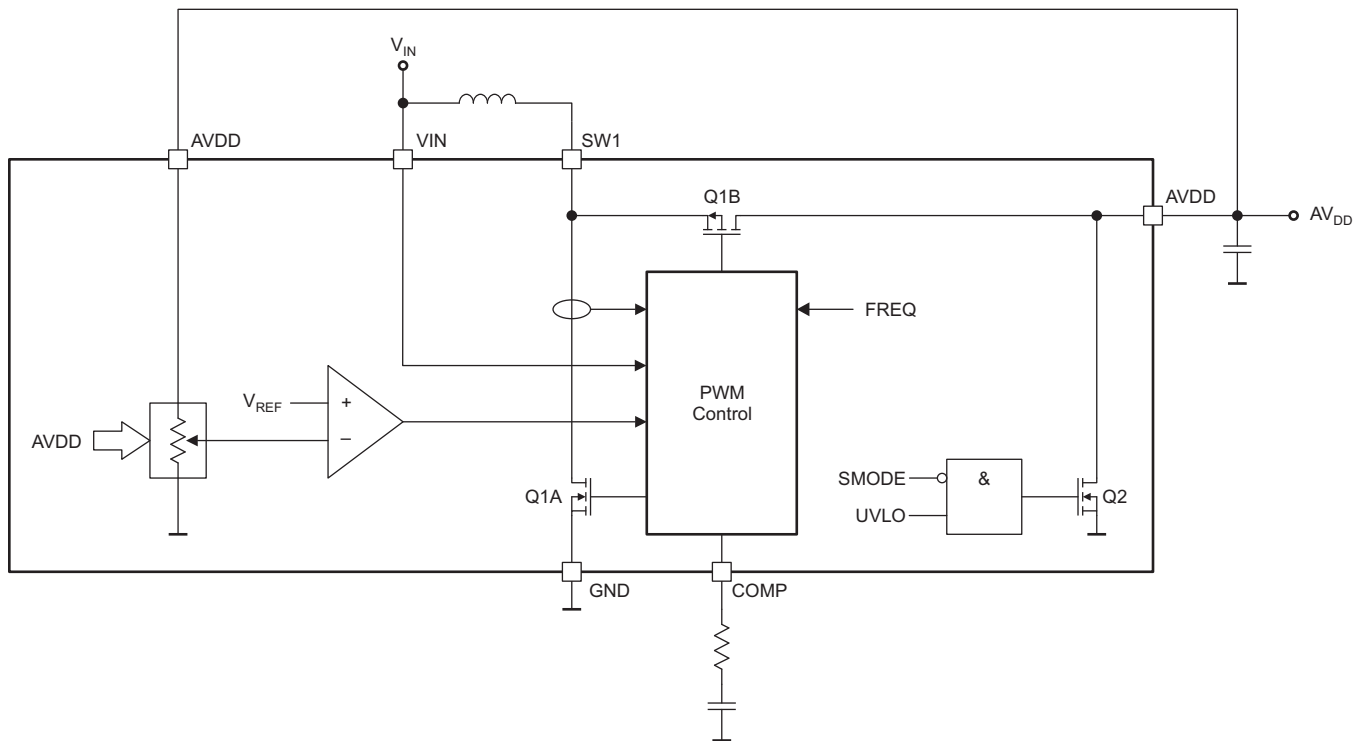 V_IN
AVDD
VIN
SW1
Q1B
AVDD
AV_DD
FREQ
PWM
Control
V_REF
+
–
AVDD
SMODE
&
UVLO
Q1A
Q2
GND
COMP